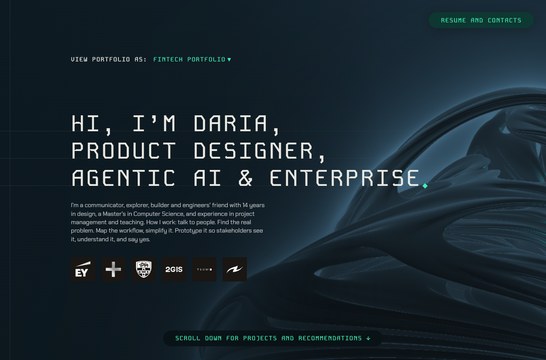 RESUME AND CONTACTS
VIEW PORTFOLIO AS: FINTECH PORTFOLIO ▼
HI, I'M DARIA,
PRODUCT DESIGNER,
AGENTIC AI & ENTERPRISE.
I'm a communicator, explorer, builder and engineers' friend with 14 years
in design, a Master's in Computer Science, and experience in project
management and teaching. How I work: talk to people. Find the real
problem. Map the workflow, simplify it. Prototype it so stakeholders see
it, understand it, and say yes.
EY 2GIS
SCROLL DOWN FOR PROJECTS AND RECOMMENDATIONS ↓